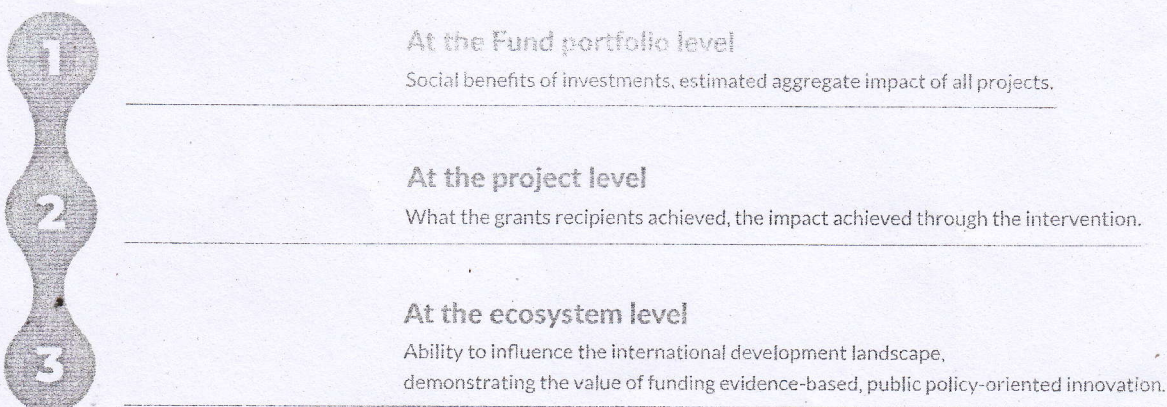 1
At the Fund portfolio level
Social benefits of investments, estimated aggregate impact of all projects.
2
At the project level
What the grants recipients achieved, the impact achieved through the intervention.
3
At the ecosystem level
Ability to influence the international development landscape,
demonstrating the value of funding evidence-based, public policy-oriented innovation.